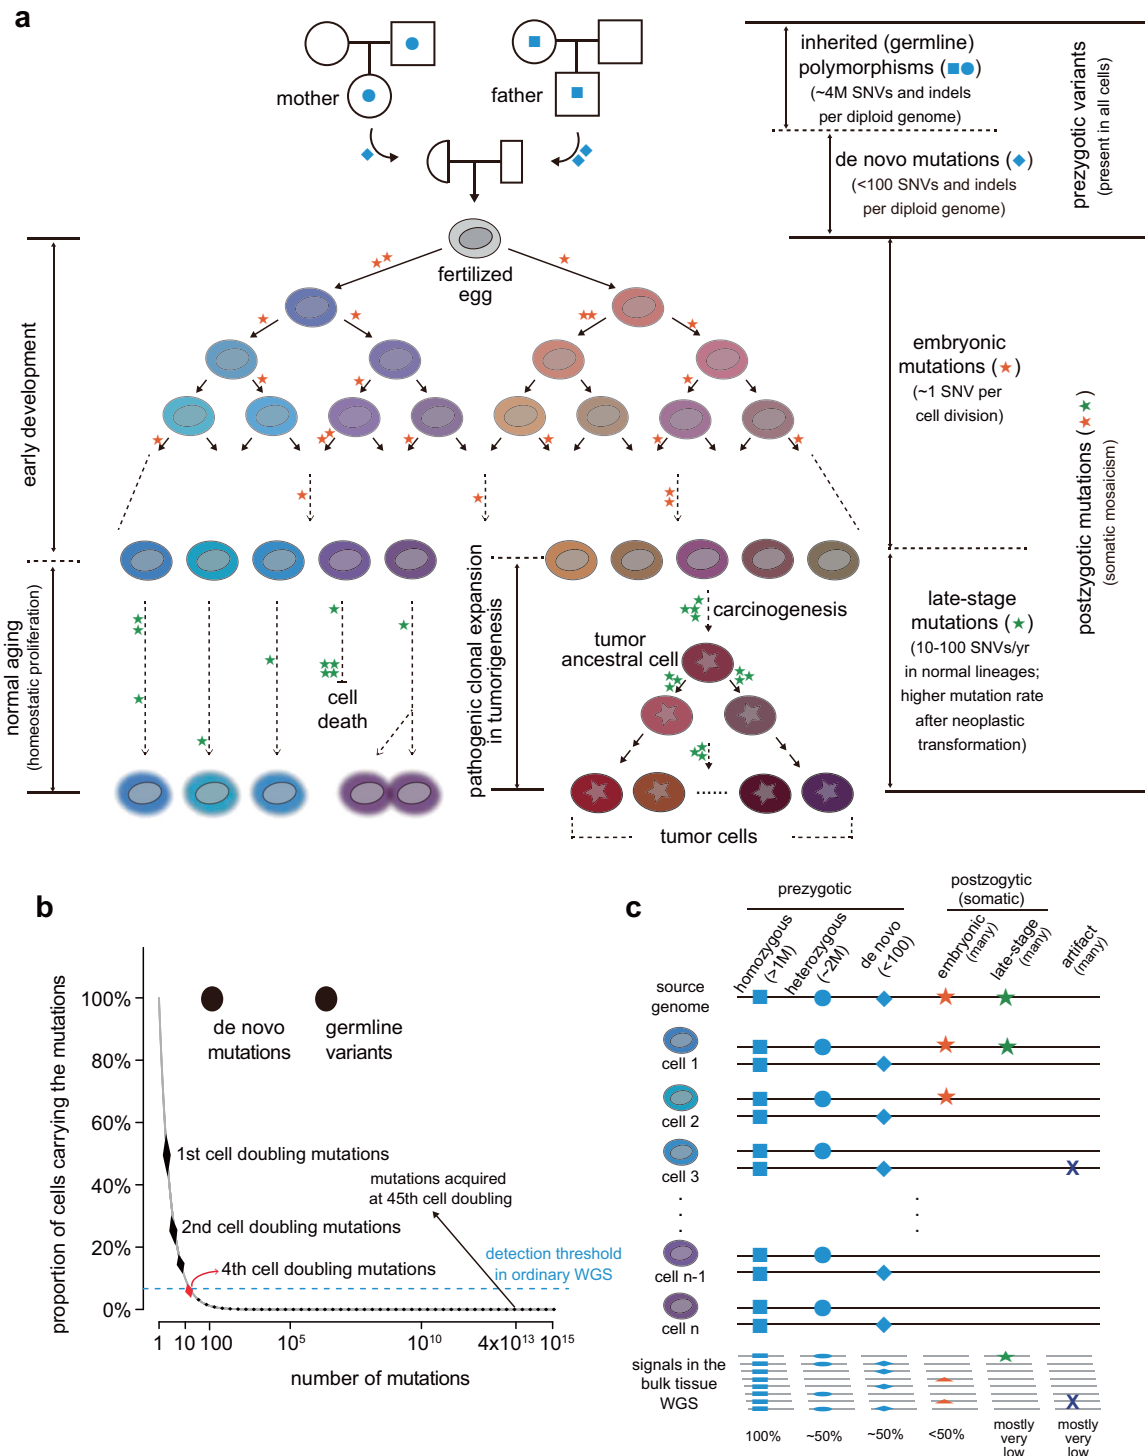 a
mother
father
inherited (germline)
polymorphisms (■●)
(~4M SNVs and indels
per diploid genome)
de novo mutations (◆)
(<100 SNVs and indels
per diploid genome)
prezygotic variants
(present in all cells)
fertilized
egg
early development
embryonic
mutations (★)
(~1 SNV per
cell division)
postzygotic mutations (★★)
(somatic mosaicism)
normal aging
(homeostatic proliferation)
cell
death
pathogenic clonal expansion
in tumorigenesis
carcinogenesis
tumor
ancestral cell
tumor cells
late-stage
mutations (★)
(10-100 SNVs/yr
in normal lineages;
higher mutation rate
after neoplastic
transformation)
b
proportion of cells carrying the mutations
100%
80%
60%
40%
20%
0%
de novo
mutations
germline
variants
1st cell doubling mutations
2nd cell doubling mutations
4th cell doubling mutations
mutations acquired
at 45th cell doubling
detection threshold
in ordinary WGS
1 10 100 10⁵ 10¹⁰ 4x10¹³ 10¹⁵
number of mutations
c
prezygotic
postzogytic
(somatic)
homozygous
(>1M)
heterozygous
(~2M)
de novo
(<100)
embryonic
(many)
late-stage
(many)
artifact
(many)
source
genome
cell 1
cell 2
cell 3
X
cell n-1
cell n
signals in the
bulk tissue
WGS
X
100% ~50% ~50% <50%
mostly
very
low
mostly
very
low